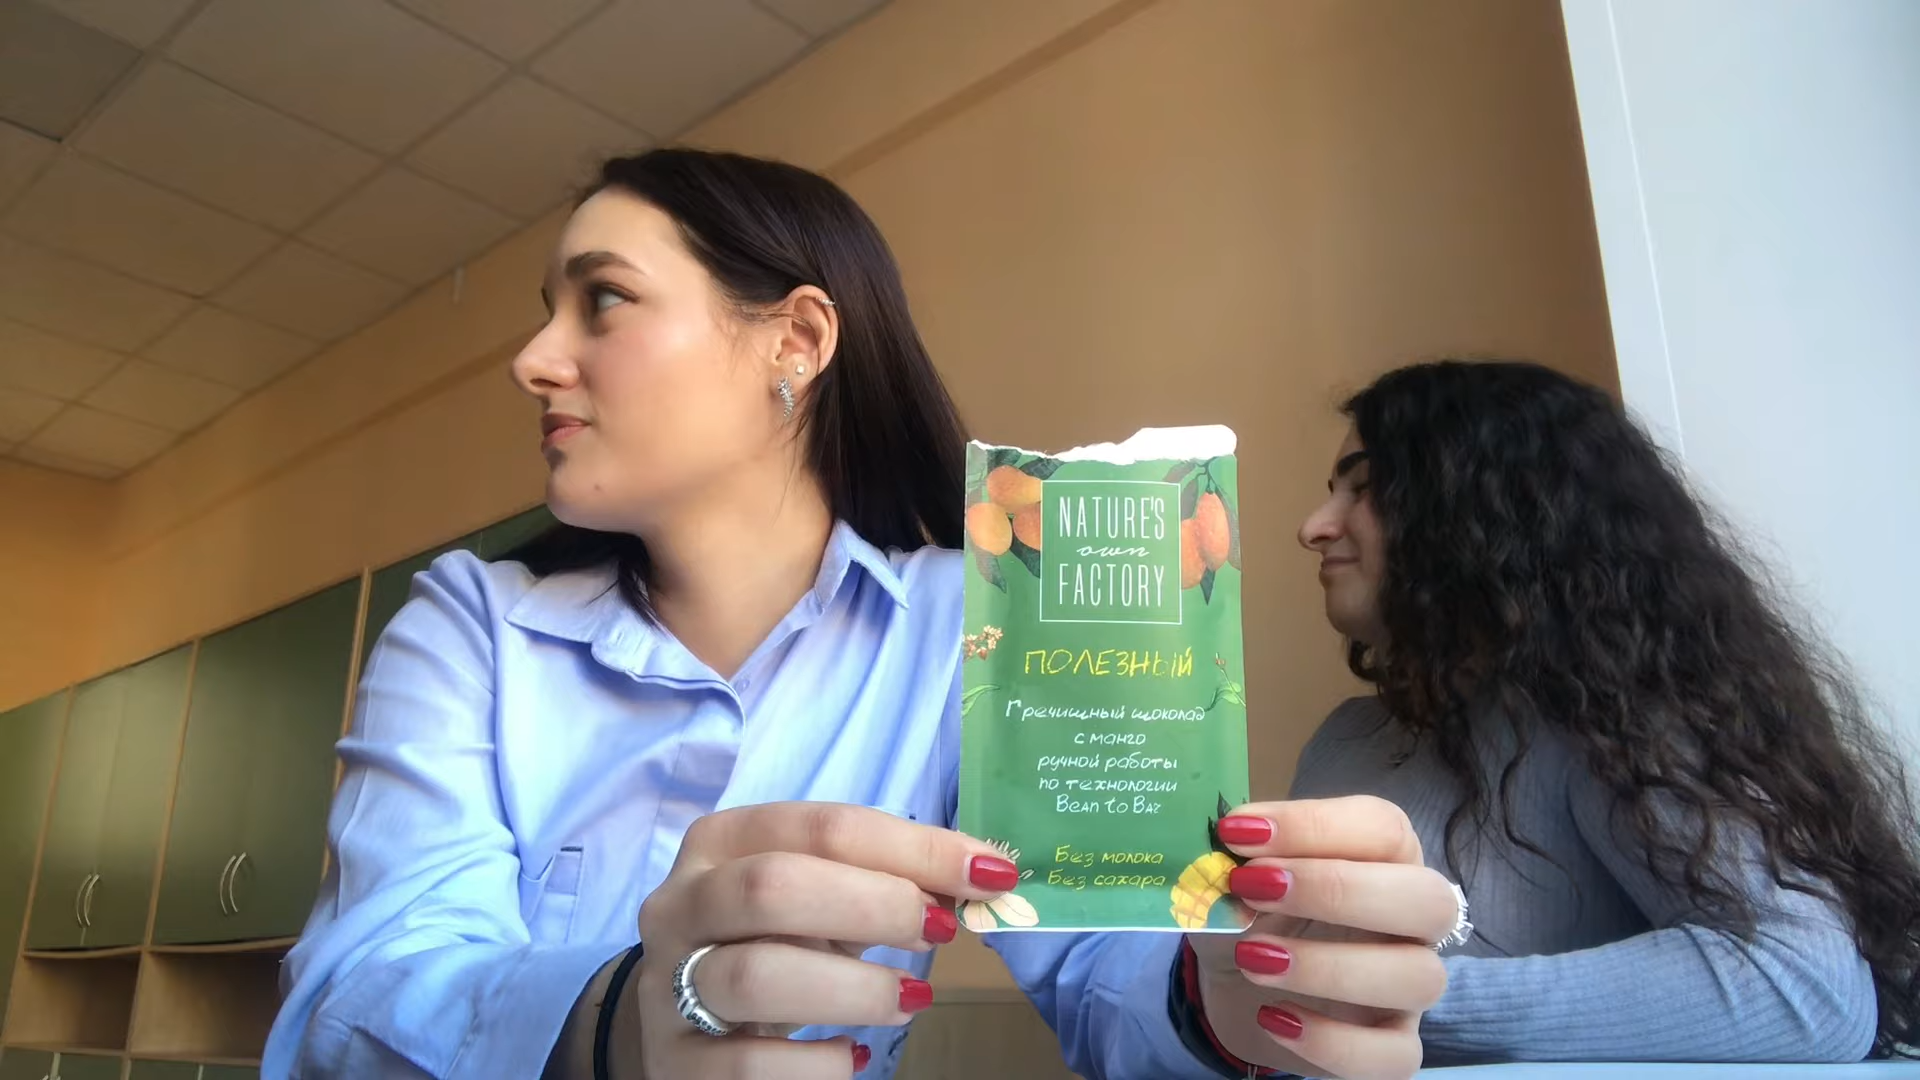 NATURE'S
own
FACTORY
ПОЛЕЗНЫЙ
Гречишный шоколад
с манго
ручной работы
по технологии
Bean to Bar
Без молока
Без сахара